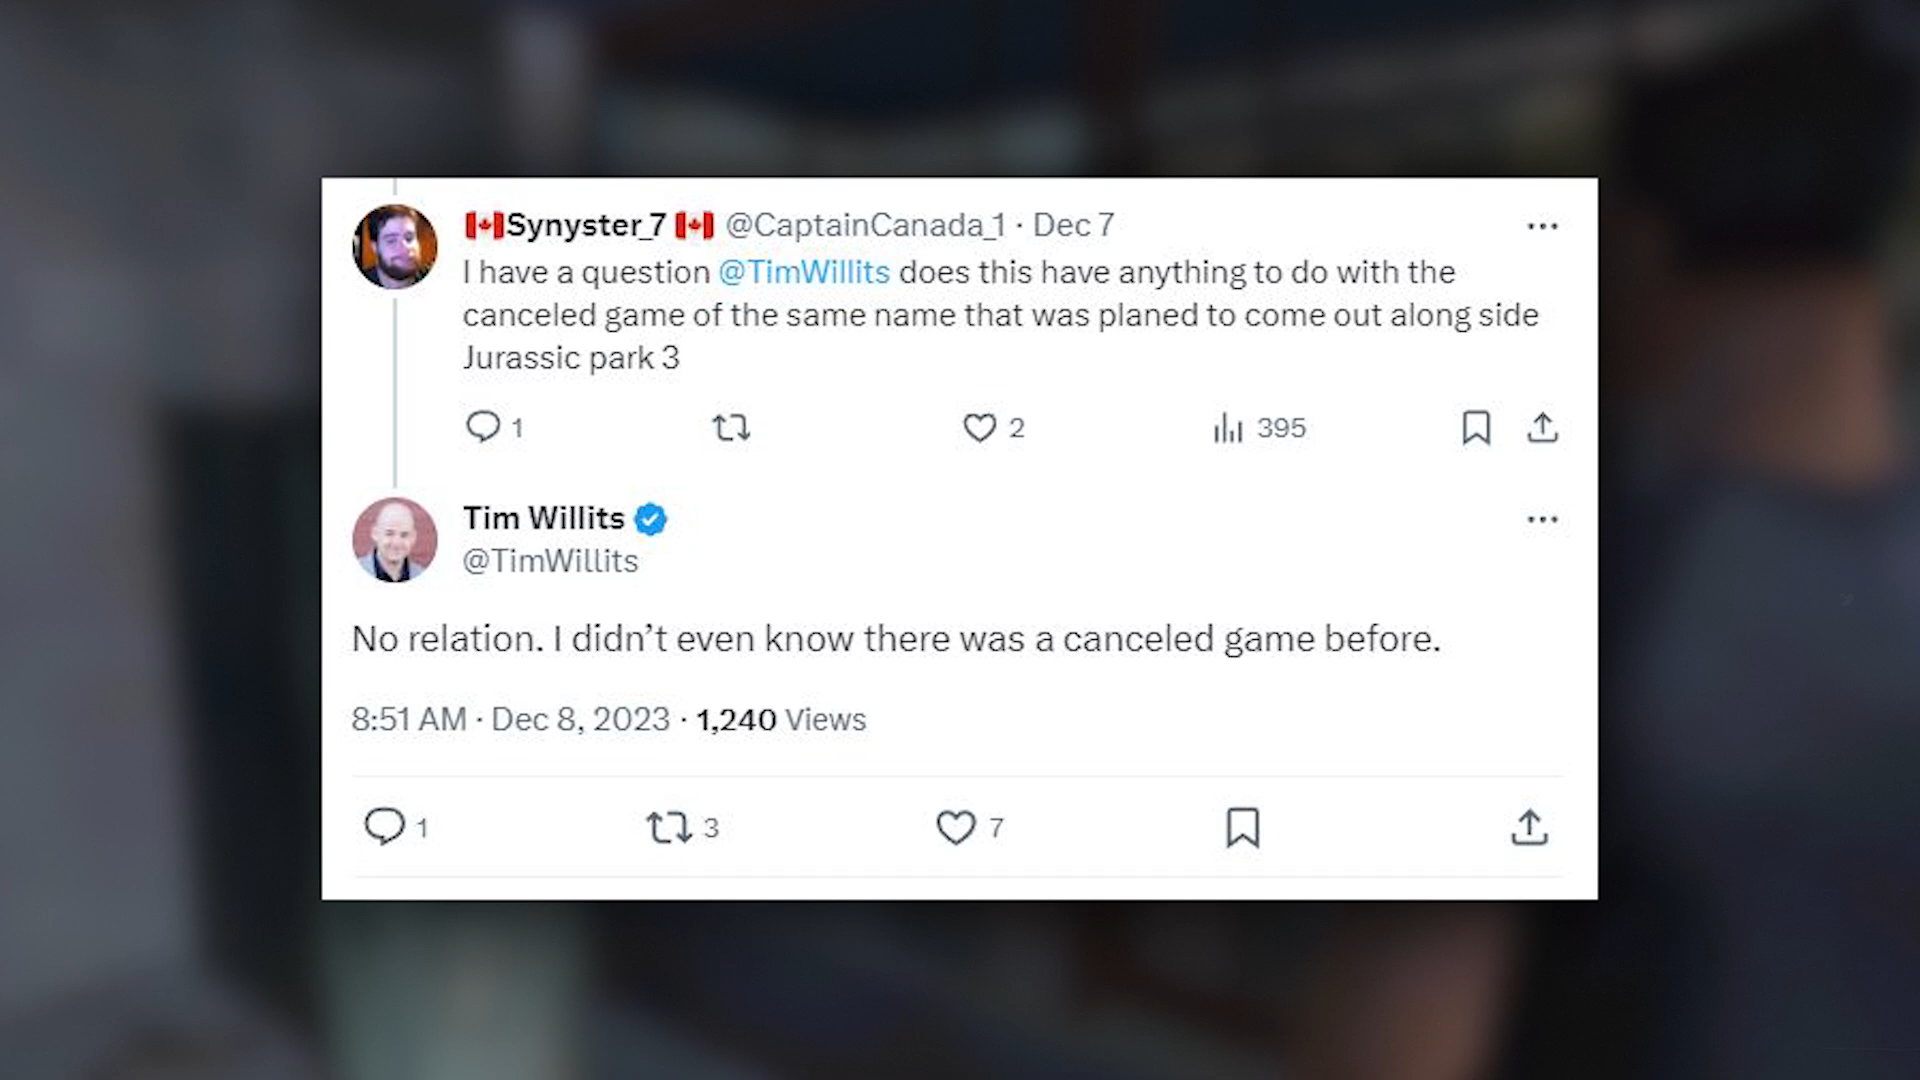 🇨🇦Synyster_7 🇨🇦 @CaptainCanada_1 · Dec 7
I have a question @TimWillits does this have anything to do with the
canceled game of the same name that was planed to come out along side
Jurassic park 3
1 2 395
Tim Willits
@TimWillits
No relation. I didn’t even know there was a canceled game before.
8:51 AM · Dec 8, 2023 · 1,240 Views
1 3 7